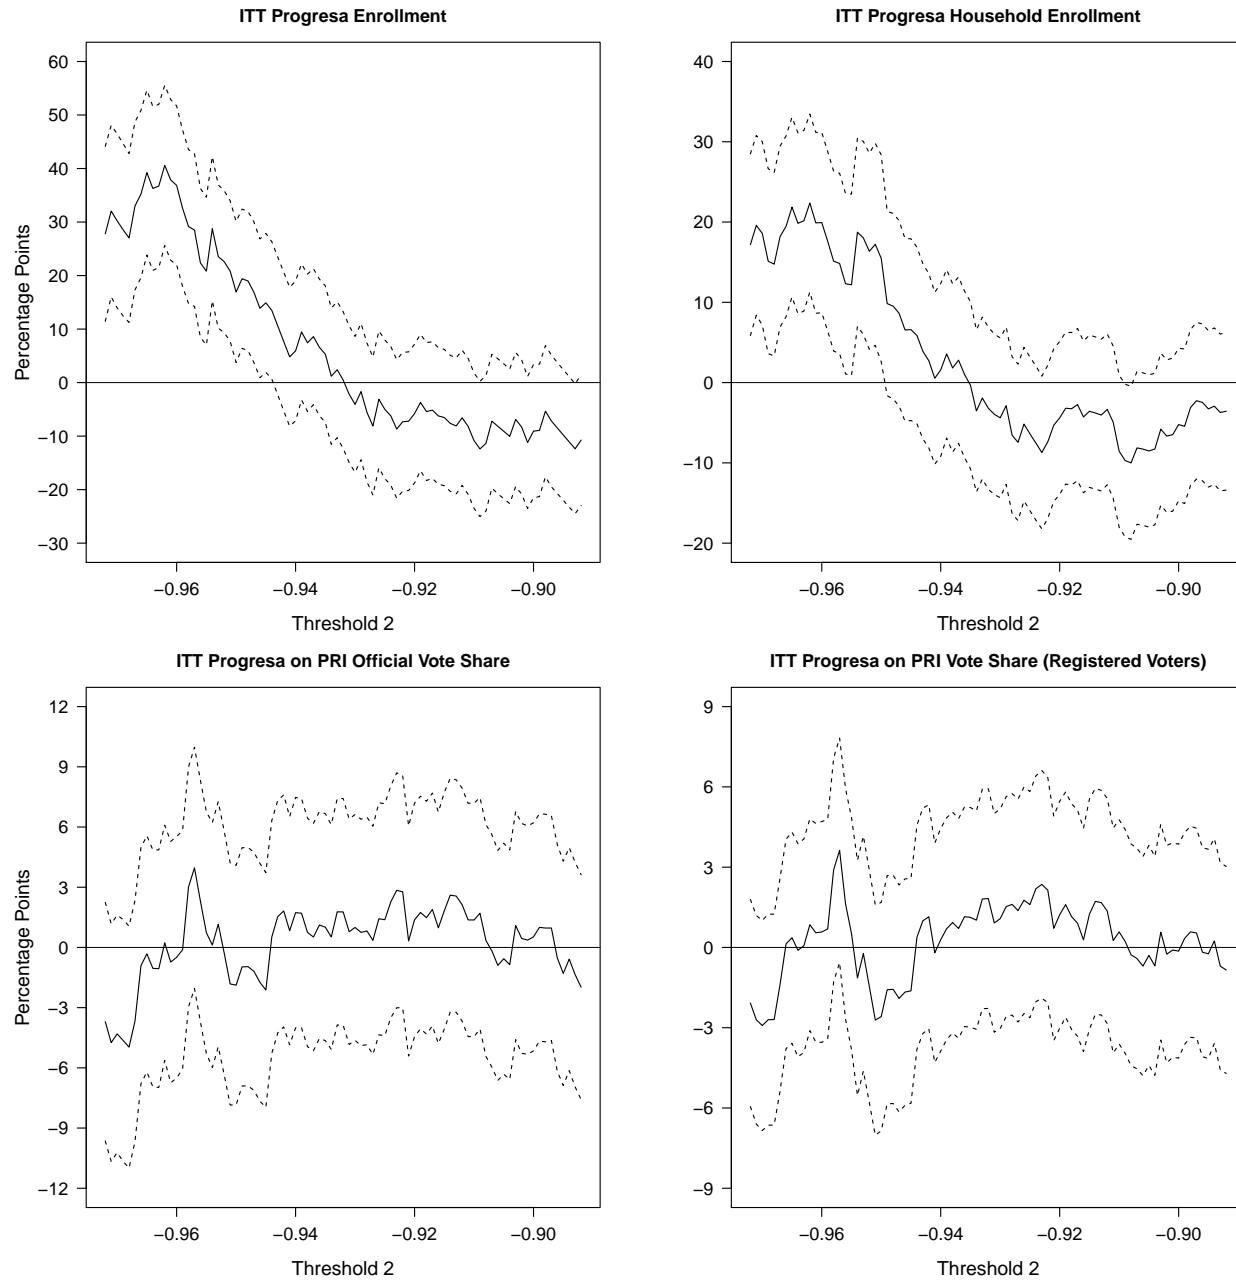 ITT Progresa Enrollment
Percentage Points
60
50
40
30
20
10
0
−10
−20
−30
−0.96 −0.94 −0.92 −0.90
Threshold 2
ITT Progresa Household Enrollment
40
30
20
10
0
−10
−20
−0.96 −0.94 −0.92 −0.90
Threshold 2
ITT Progresa on PRI Official Vote Share
Percentage Points
12
9
6
3
0
−3
−6
−9
−12
−0.96 −0.94 −0.92 −0.90
Threshold 2
ITT Progresa on PRI Vote Share (Registered Voters)
9
6
3
0
−3
−6
−9
−0.96 −0.94 −0.92 −0.90
Threshold 2